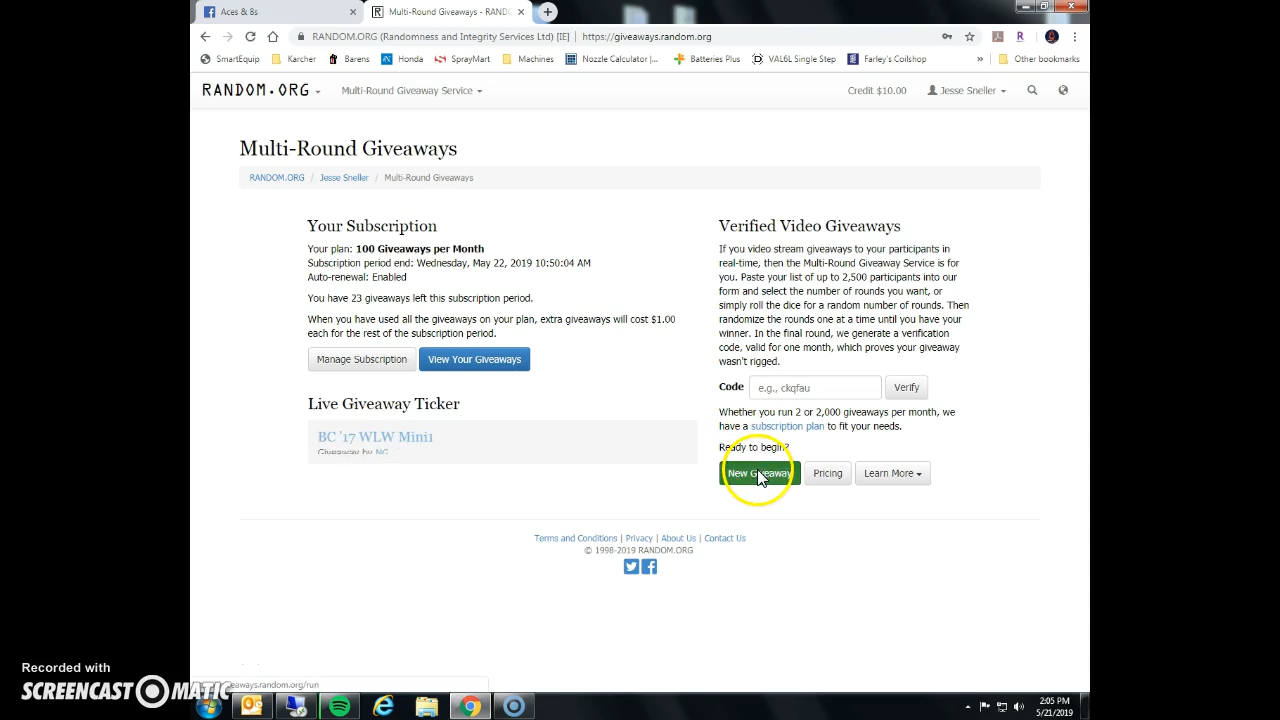 Aces & 8s
Multi-Round Giveaways - RAND
RANDOM.ORG (Randomness and Integrity Services Ltd) [IE] | https://giveaways.random.org
SmartEquip Karcher Barens Honda SprayMart Machines Nozzle Calculator |... Batteries Plus VAL6L Single Step Farley's Coilshop » Other bookmarks
RANDOM.ORG Multi-Round Giveaway Service Credit $10.00 Jesse Sneller
Multi-Round Giveaways
RANDOM.ORG / Jesse Sneller / Multi-Round Giveaways
Your Subscription
Your plan: 100 Giveaways per Month
Subscription period end: Wednesday, May 22, 2019 10:50:04 AM
Auto-renewal: Enabled
You have 23 giveaways left this subscription period.
When you have used all the giveaways on your plan, extra giveaways will cost $1.00
each for the rest of the subscription period.
Manage Subscription View Your Giveaways
Live Giveaway Ticker
BC '17 WLW Mini1
Giveaway by NG
Verified Video Giveaways
If you video stream giveaways to your participants in
real-time, then the Multi-Round Giveaway Service is for
you. Paste your list of up to 2,500 participants into our
form and select the number of rounds you want, or
simply roll the dice for a random number of rounds. Then
randomize the rounds one at a time until you have your
winner. In the final round, we generate a verification
code, valid for one month, which proves your giveaway
wasn't rigged.
Code e.g., ckqfau Verify
Whether you run 2 or 2,000 giveaways per month, we
have a subscription plan to fit your needs.
Ready to begin?
New Giveaway Pricing Learn More
Terms and Conditions | Privacy | About Us | Contact Us
© 1998-2019 RANDOM.ORG
Recorded with
SCREENCAST MATIC
eaways.random.org/run
2:05 PM
5/21/2019